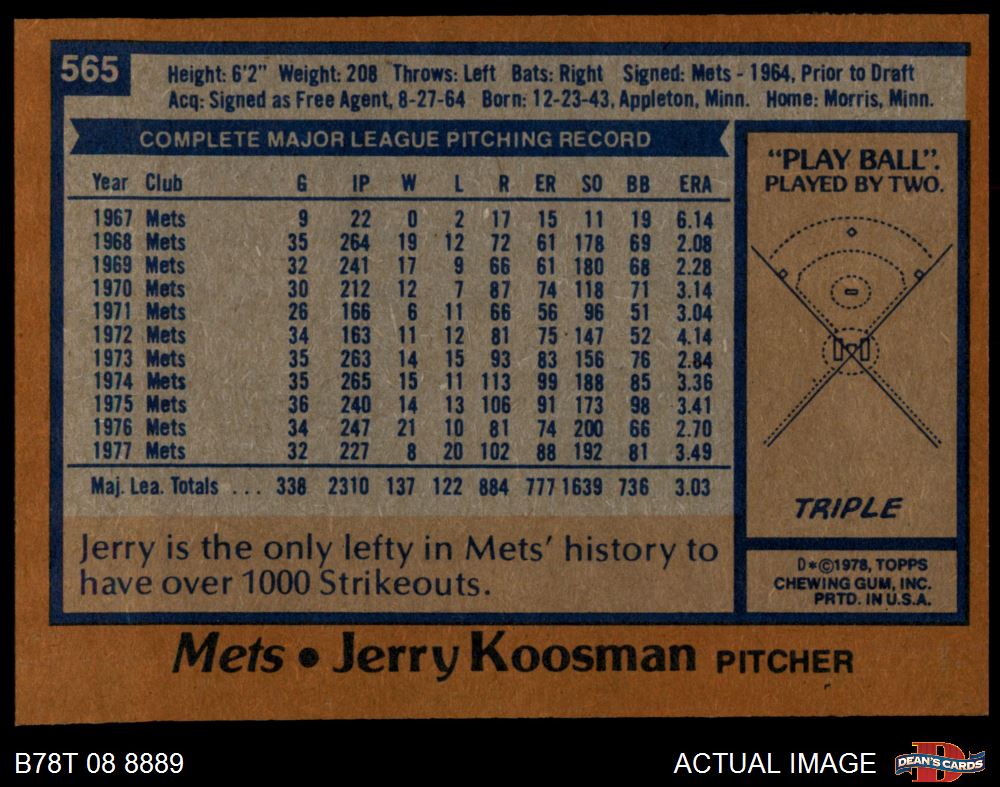 565
Height: 6'2" Weight: 208 Throws: Left Bats: Right Signed: Mets - 1964, Prior to Draft
Acq: Signed as Free Agent, 8-27-64 Born: 12-23-43, Appleton, Minn. Home: Morris, Minn.
COMPLETE MAJOR LEAGUE PITCHING RECORD
Year Club G IP W L R ER SO BB ERA
1967 Mets 9 22 0 2 17 15 11 19 6.14
1968 Mets 35 264 19 12 72 61 178 69 2.08
1969 Mets 32 241 17 9 66 61 180 68 2.28
1970 Mets 30 212 12 7 87 74 118 71 3.14
1971 Mets 26 166 6 11 66 56 96 51 3.04
1972 Mets 34 163 11 12 81 75 147 52 4.14
1973 Mets 35 263 14 15 93 83 156 76 2.84
1974 Mets 35 265 15 11 113 99 188 85 3.36
1975 Mets 36 240 14 13 106 91 173 98 3.41
1976 Mets 34 247 21 10 81 74 200 66 2.70
1977 Mets 32 227 8 20 102 88 192 81 3.49
Maj. Lea. Totals ... 338 2310 137 122 884 777 1639 736 3.03
Jerry is the only lefty in Mets' history to
have over 1000 Strikeouts.
"PLAY BALL".
PLAYED BY TWO.
TRIPLE
D*©1978, TOPPS
CHEWING GUM, INC.
PRTD. IN U.S.A.
Mets • Jerry Koosman PITCHER
B78T 08 8889
ACTUAL IMAGE
D
DEAN'S CARDS